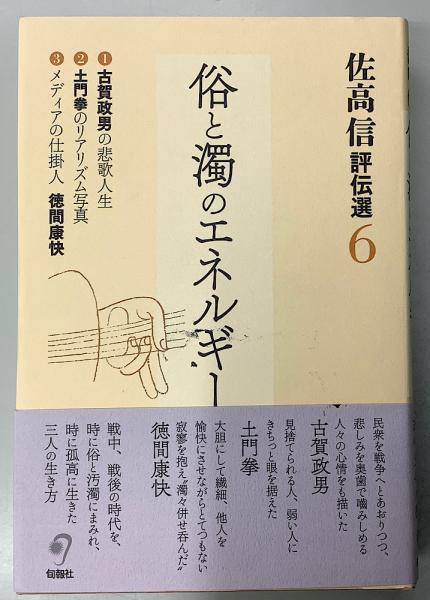 佐高信評伝選6
俗と濁のエネルギー
❶古賀政男の悲歌人生
❷土門拳のリアリズム写真
❸メディアの仕掛人 徳間康快
民衆を戦争へとあおりつつ、
悲しみを奥歯で嚙みしめる
人々の心情をも描いた
古賀政男
見捨てられる人、弱い人に
きちっと眼を据えた
土門拳
大胆にして繊細、他人を
愉快にさせながらとてつもない
寂寥を抱え“濁々併せ吞んだ”
徳間康快
戦中、戦後の時代を、
時に俗と汚濁にまみれ、
時に孤高に生きた
三人の生き方
旬報社